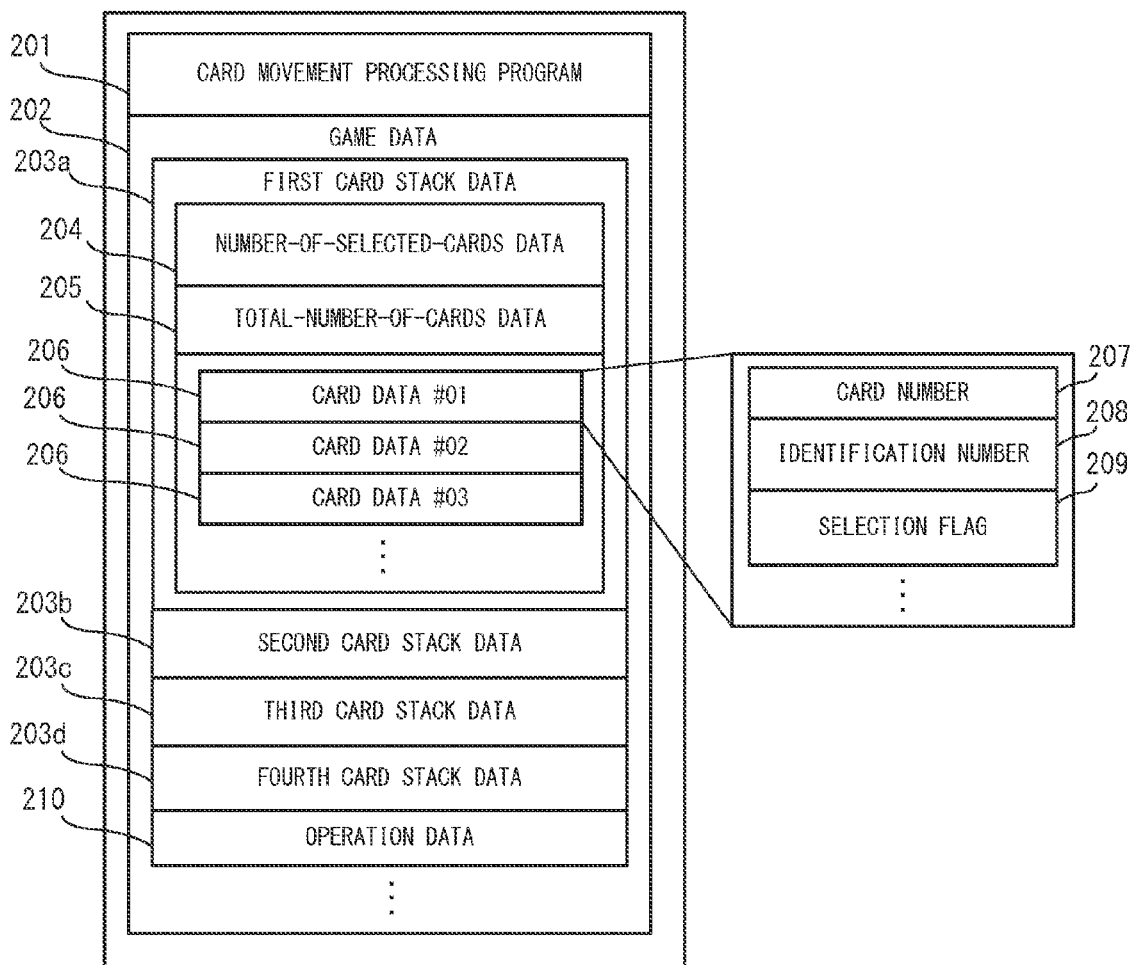 201
CARD MOVEMENT PROCESSING PROGRAM
202
GAME DATA
203a
FIRST CARD STACK DATA
204
NUMBER-OF-SELECTED-CARDS DATA
205
TOTAL-NUMBER-OF-CARDS DATA
206
CARD DATA #01
206
CARD DATA #02
206
CARD DATA #03
207
CARD NUMBER
208
IDENTIFICATION NUMBER
209
SELECTION FLAG
203b
SECOND CARD STACK DATA
203c
THIRD CARD STACK DATA
203d
FOURTH CARD STACK DATA
210
OPERATION DATA